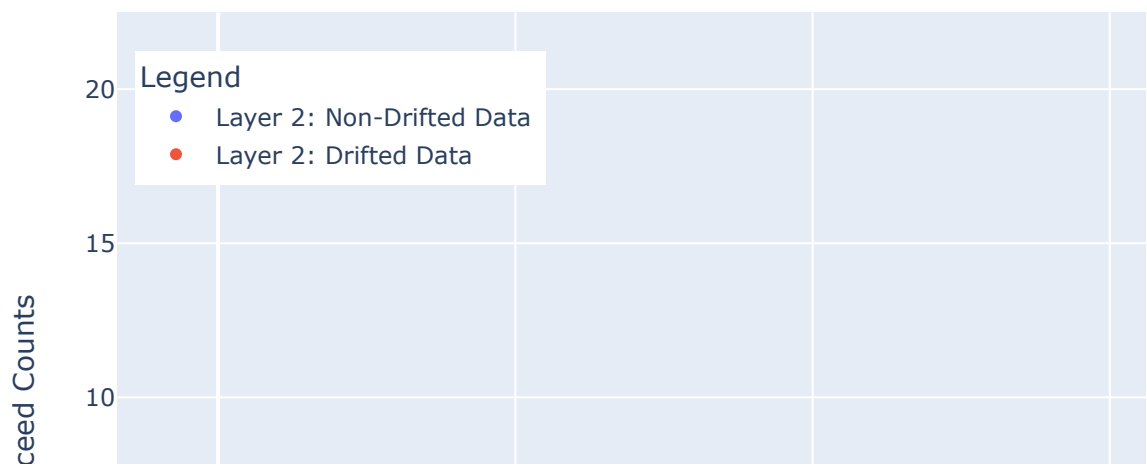 20
Legend
Layer 2: Non-Drifted Data
Layer 2: Drifted Data
15
10
ceed Counts